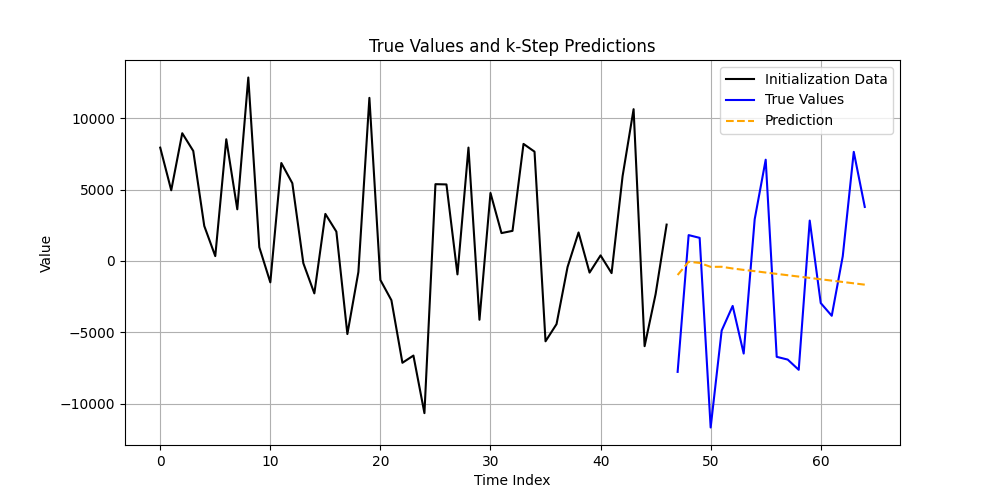 True Values and k-Step Predictions
Initialization Data
True Values
Prediction
Value
10000
5000
0
−5000
−10000
0 10 20 30 40 50 60
Time Index